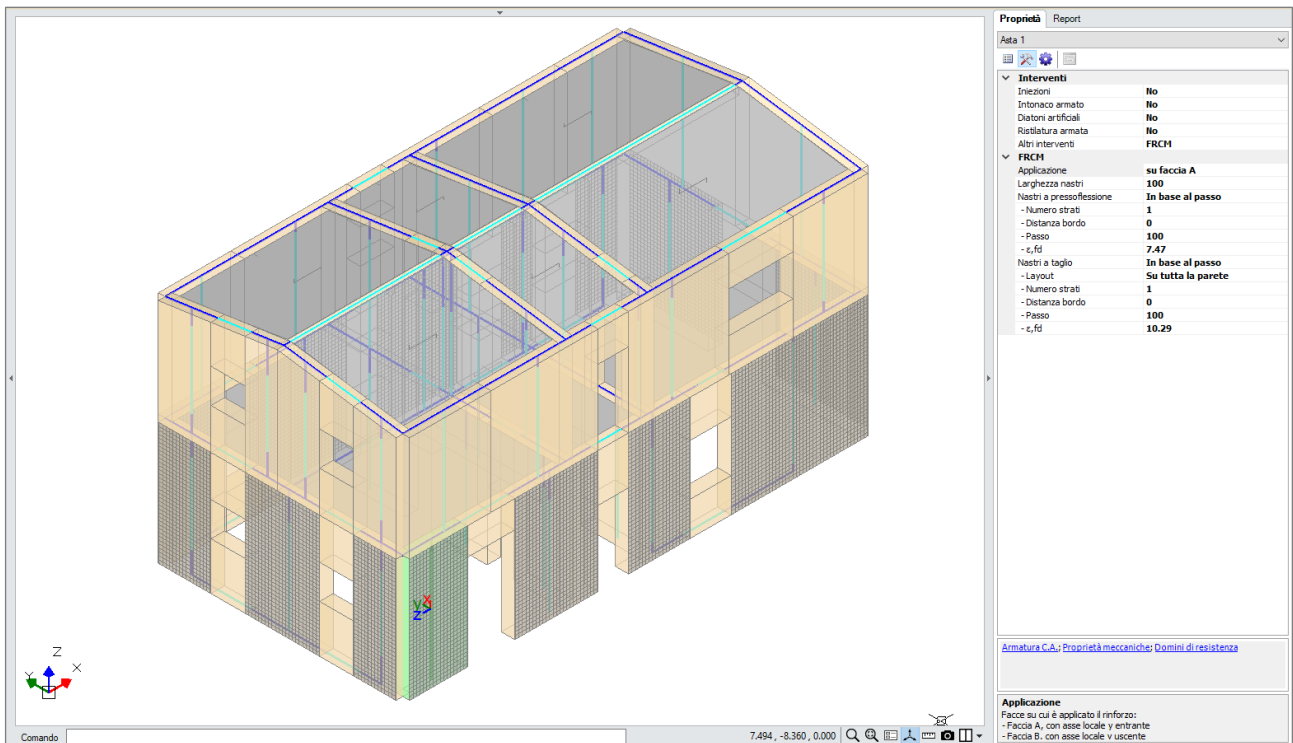 Proprietà Report
Asta 1
Interventi
Iniezioni No
Intonaco armato No
Diatoni artificiali No
Ristilatura armata No
Altri interventi FRCM
FRCM
Applicazione su faccia A
Larghezza nastri 100
Nastri a pressoflessione In base al passo
- Numero strati 1
- Distanza bordo 0
- Passo 100
- ε,fd 7.47
Nastri a taglio In base al passo
- Layout Su tutta la parete
- Numero strati 1
- Distanza bordo 0
- Passo 100
- ε,fd 10.29
y x
z
Z
X
Y
Armatura C.A.; Proprietà meccaniche; Domini di resistenza
Applicazione
Facce su cui è applicato il rinforzo:
- Faccia A, con asse locale y entrante
- Faccia B. con asse locale y uscente
Comando
7.494 , -8.360 , 0.000